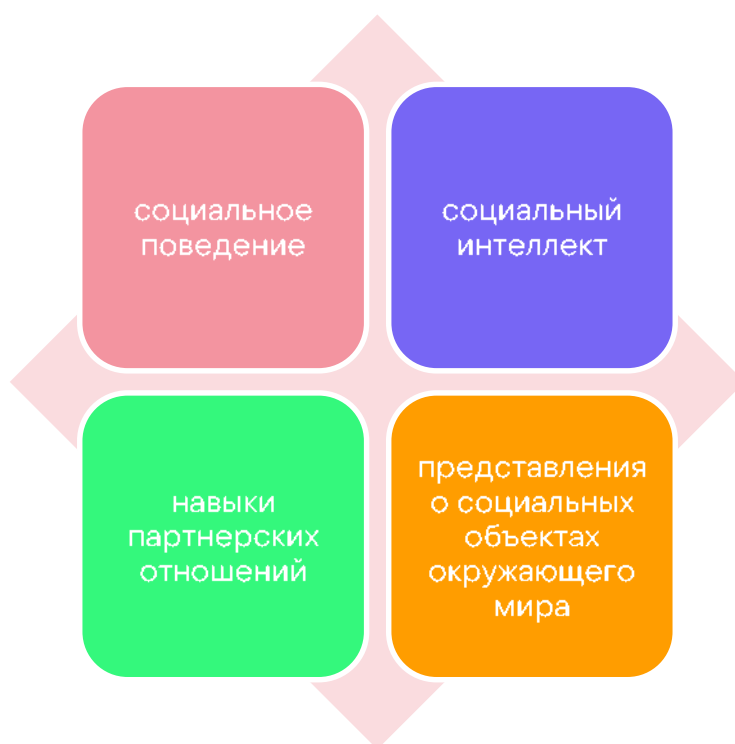 социальное
поведение
социальный
интеллект
навыки
партнерских
отношений
представления
о социальных
объектах
окружающего
мира